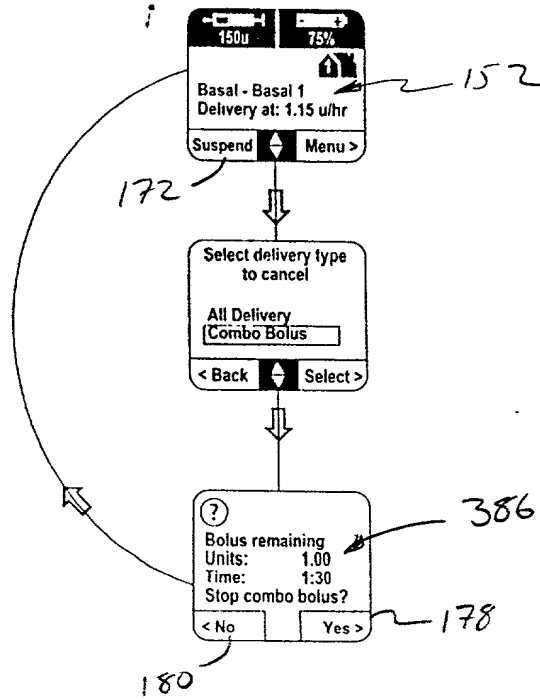 i
150u 75%
1
152
Basal - Basal 1
Delivery at: 1.15 u/hr
Suspend Menu >
172
Select delivery type
to cancel
All Delivery
Combo Bolus
< Back Select >
?
386
Bolus remaining
Units: 1.00
Time: 1:30
Stop combo bolus?
< No Yes >
178
180